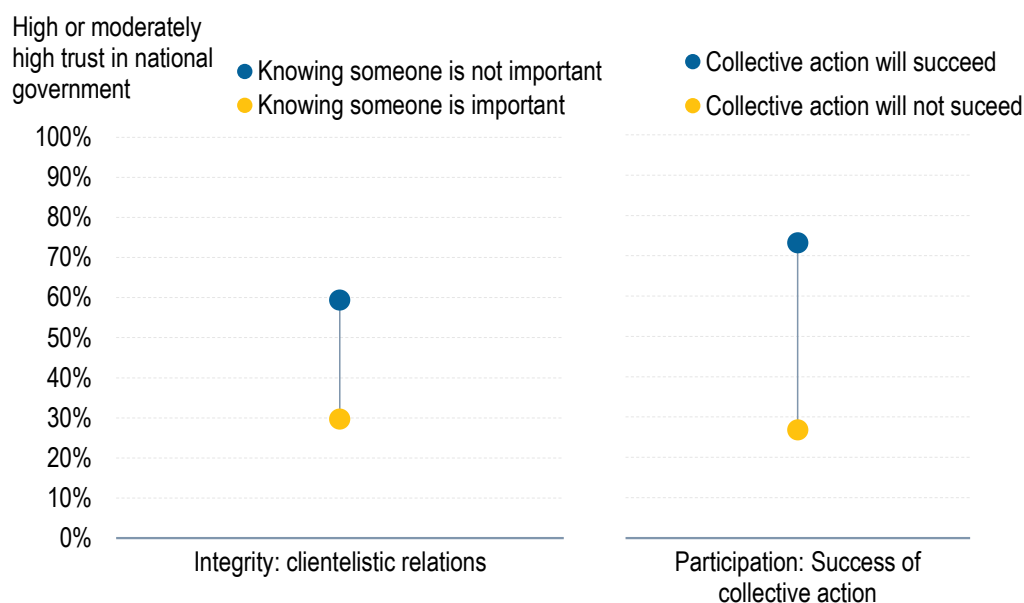 High or moderately
high trust in national
government
Knowing someone is not important
Knowing someone is important
Collective action will succeed
Collective action will not suceed
100%
90%
80%
70%
60%
50%
40%
30%
20%
10%
0%
Integrity: clientelistic relations
Participation: Success of
collective action